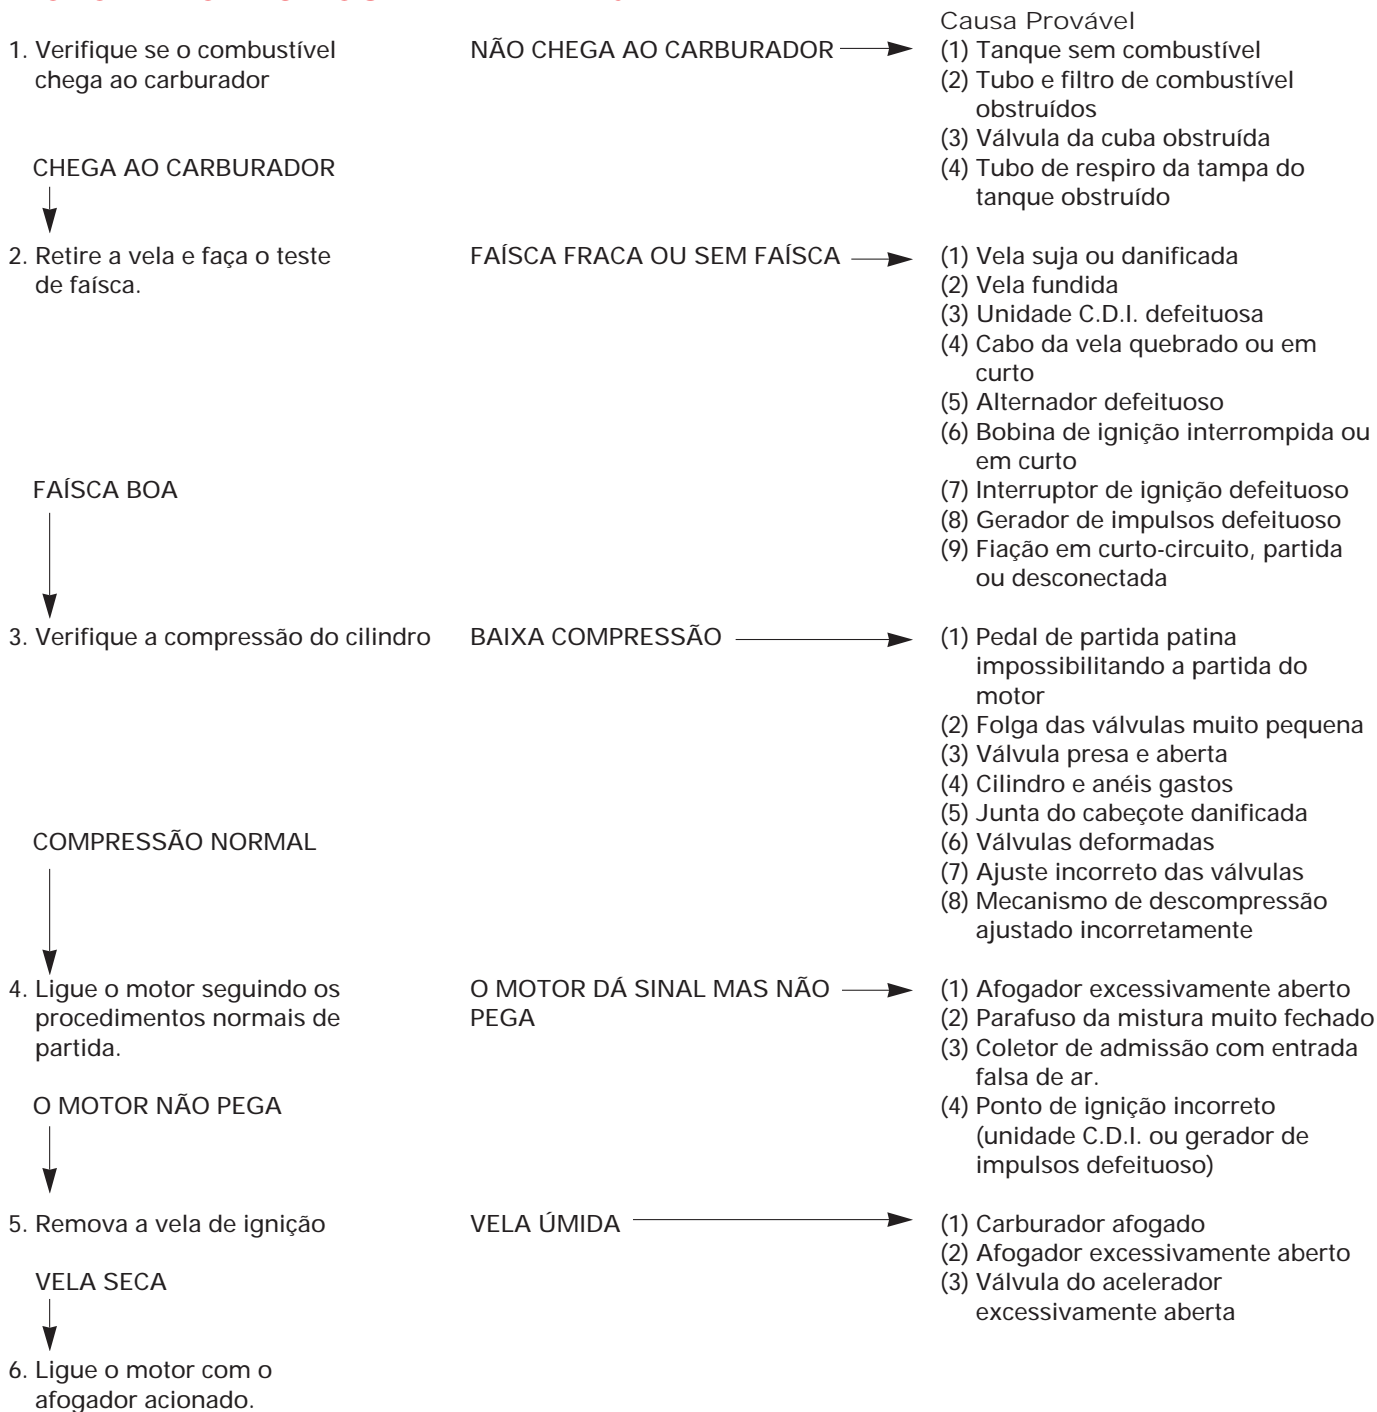 Causa Provável
1. Verifique se o combustível
chega ao carburador
NÃO CHEGA AO CARBURADOR
(1) Tanque sem combustível
(2) Tubo e filtro de combustível
obstruídos
(3) Válvula da cuba obstruída
(4) Tubo de respiro da tampa do
tanque obstruído
CHEGA AO CARBURADOR
2. Retire a vela e faça o teste
de faísca.
FAÍSCA FRACA OU SEM FAÍSCA
(1) Vela suja ou danificada
(2) Vela fundida
(3) Unidade C.D.I. defeituosa
(4) Cabo da vela quebrado ou em
curto
(5) Alternador defeituoso
(6) Bobina de ignição interrompida ou
em curto
(7) Interruptor de ignição defeituoso
(8) Gerador de impulsos defeituoso
(9) Fiação em curto-circuito, partida
ou desconectada
FAÍSCA BOA
3. Verifique a compressão do cilindro
BAIXA COMPRESSÃO
(1) Pedal de partida patina
impossibilitando a partida do
motor
(2) Folga das válvulas muito pequena
(3) Válvula presa e aberta
(4) Cilindro e anéis gastos
(5) Junta do cabeçote danificada
(6) Válvulas deformadas
(7) Ajuste incorreto das válvulas
(8) Mecanismo de descompressão
ajustado incorretamente
COMPRESSÃO NORMAL
4. Ligue o motor seguindo os
procedimentos normais de
partida.
O MOTOR DÁ SINAL MAS NÃO
PEGA
(1) Afogador excessivamente aberto
(2) Parafuso da mistura muito fechado
(3) Coletor de admissão com entrada
falsa de ar.
(4) Ponto de ignição incorreto
(unidade C.D.I. ou gerador de
impulsos defeituoso)
O MOTOR NÃO PEGA
5. Remova a vela de ignição
VELA ÚMIDA
(1) Carburador afogado
(2) Afogador excessivamente aberto
(3) Válvula do acelerador
excessivamente aberta
VELA SECA
6. Ligue o motor com o
afogador acionado.